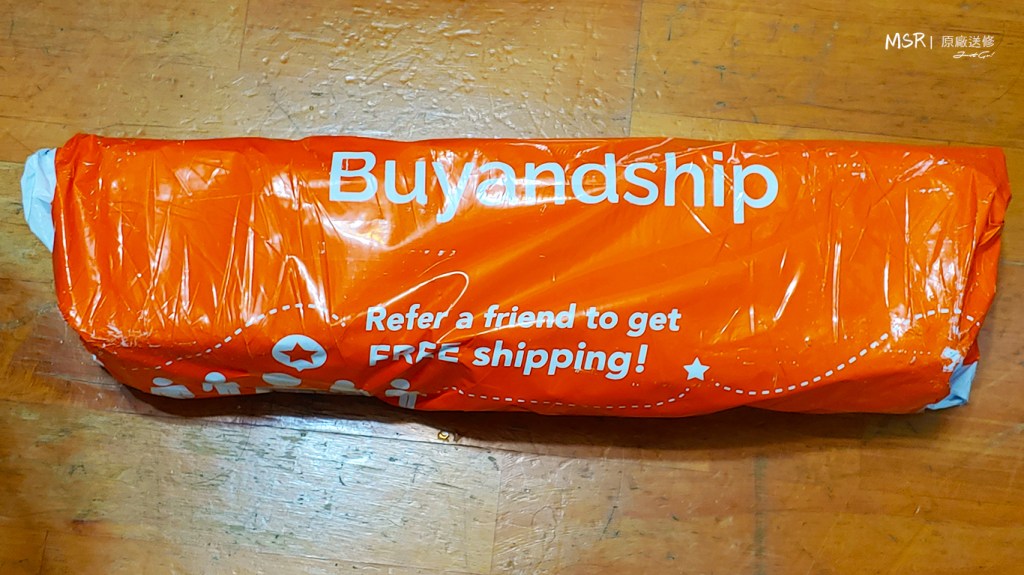 MSR | 原廠送修
Buyandship
Refer a friend to get
FREE shipping!